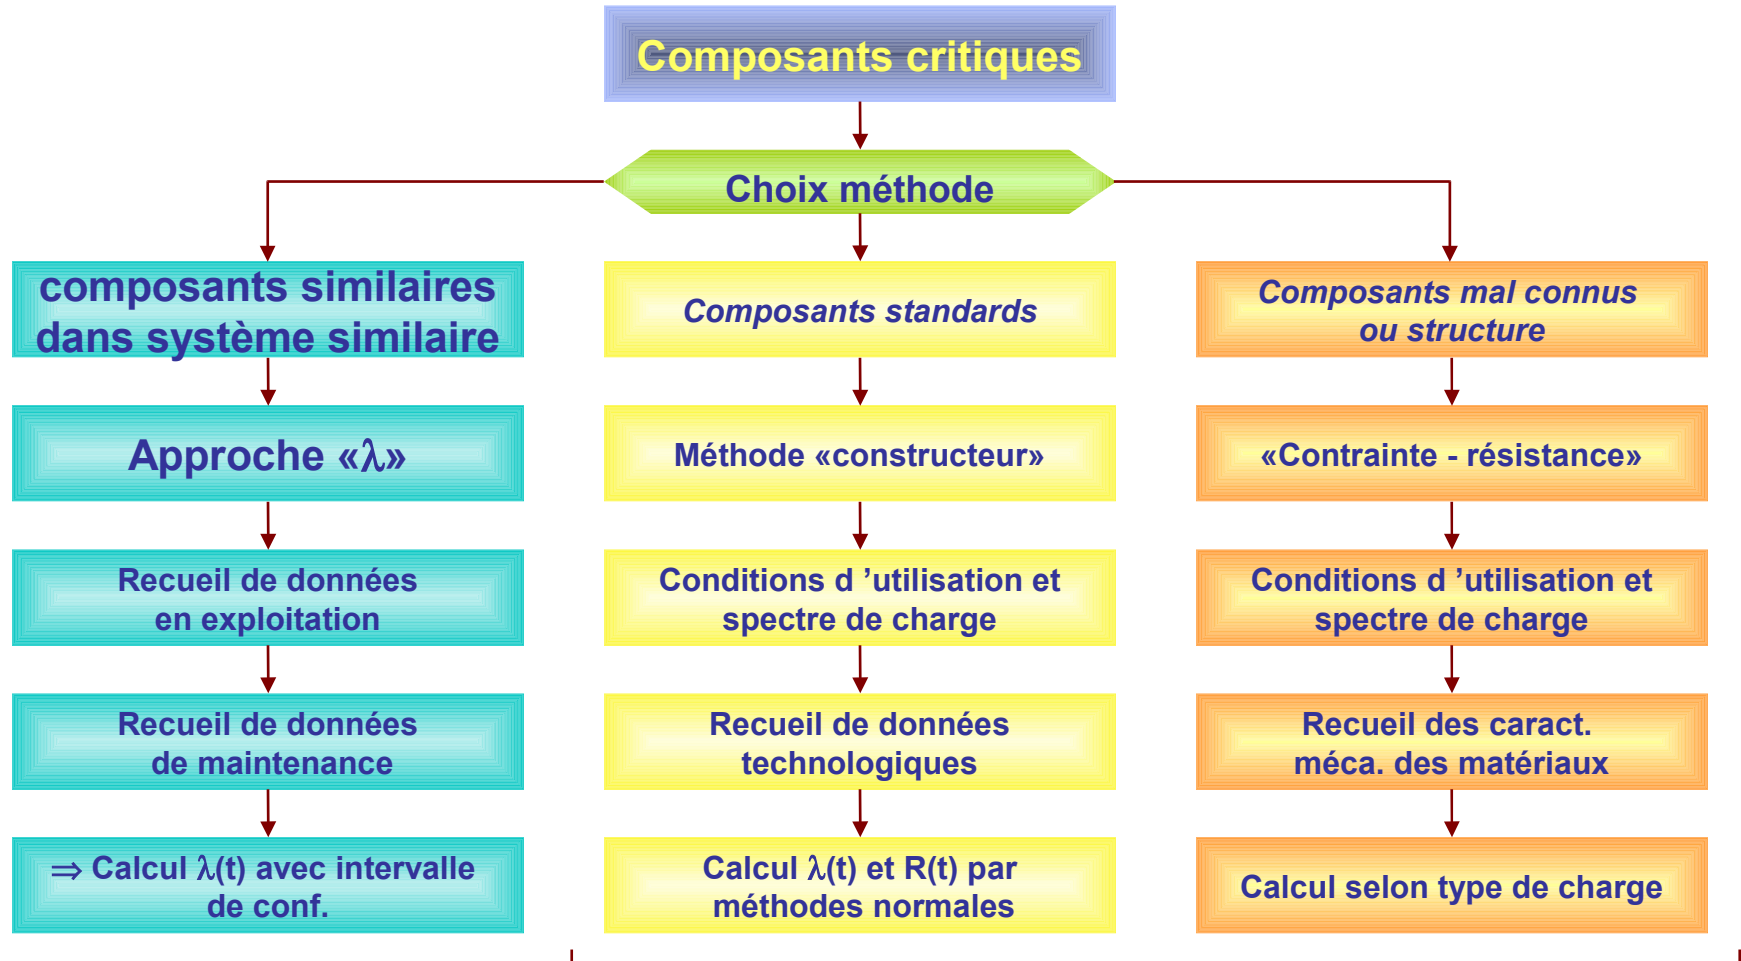 Composants critiques
Choix méthode
composants similaires
dans système similaire
Approche «λ»
Recueil de données
en exploitation
Recueil de données
de maintenance
⇒ Calcul λ(t) avec intervalle
de conf.
Composants standards
Méthode «constructeur»
Conditions d ’utilisation et
spectre de charge
Recueil de données
technologiques
Calcul λ(t) et R(t) par
méthodes normales
Composants mal connus
ou structure
«Contrainte - résistance»
Conditions d ’utilisation et
spectre de charge
Recueil des caract.
méca. des matériaux
Calcul selon type de charge